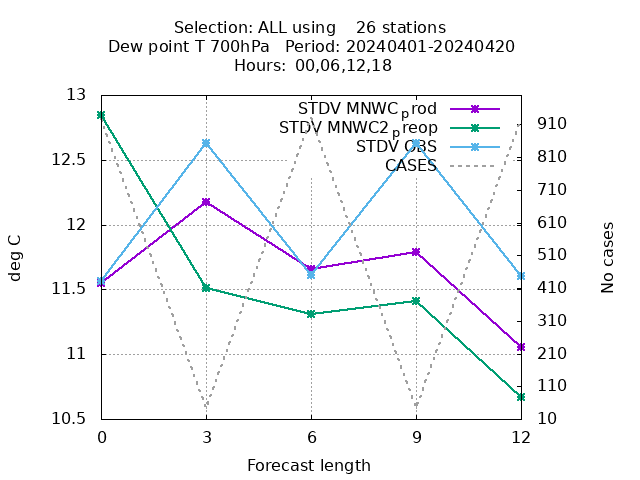 Selection: ALL using    26 stations
Dew point T 700hPa   Period: 20240401-20240420
Hours: 00,06,12,18
STDV MNWC_prod
STDV MNWC2_preop
STDV OBS
CASES
13
12.5
12
11.5
11
10.5
deg C
910
810
710
610
510
410
310
210
110
10
No cases
0 3 6 9 12
Forecast length